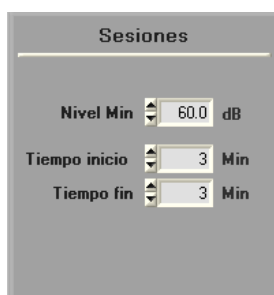 Sesiones
Nivel Min 60.0 dB
Tiempo inicio 3 Min
Tiempo fin 3 Min